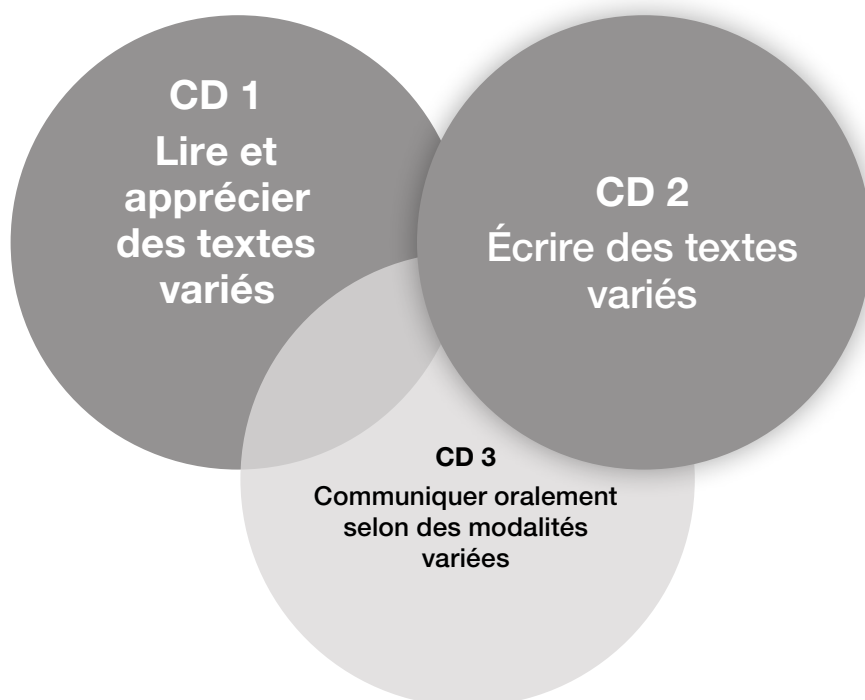 CD 1
Lire et
apprécier
des textes
variés
CD 2
Écrire des textes
variés
CD 3
Communiquer oralement
selon des modalités
variées